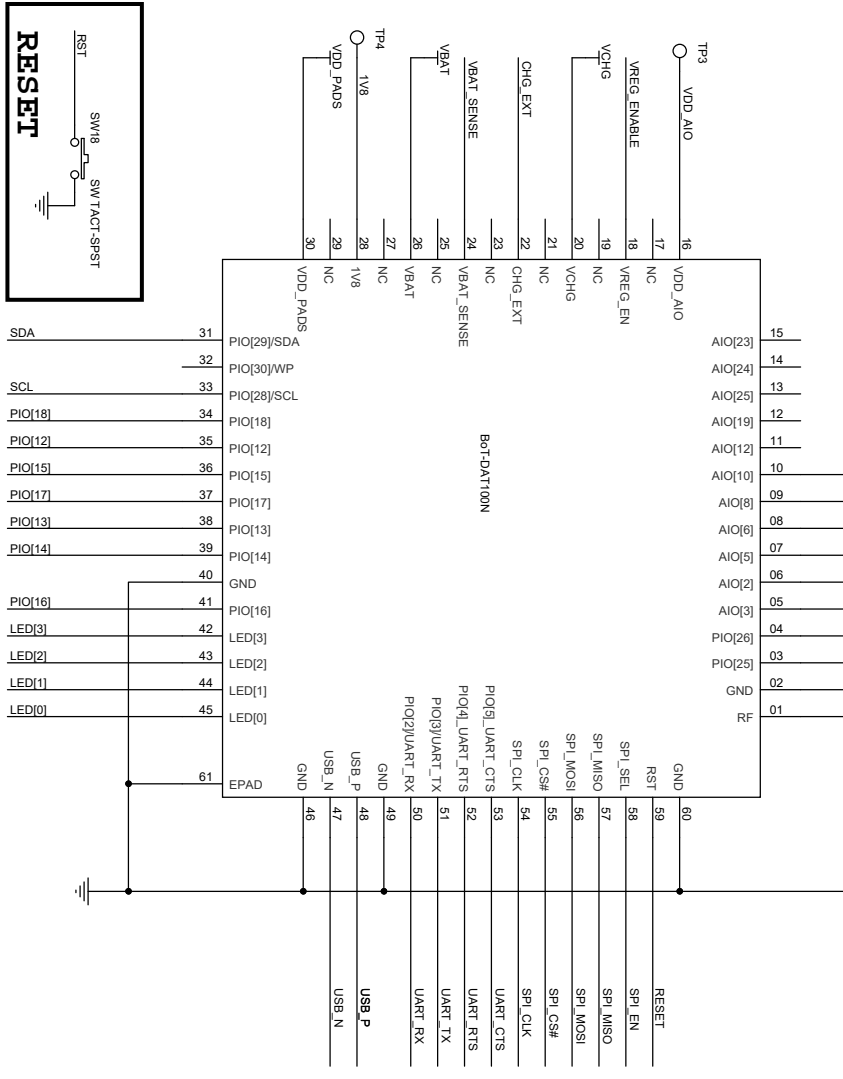 RESET
RST
SW18
SW TACT-SPST
TP4
TP3
VDD_PADS
1V8
VBAT
VBAT_SENSE
CHG_EXT
VCHG
VREG_ENABLE
VDD_AIO
30
29
28
27
26
25
24
23
22
21
20
19
18
17
16
VDD_PADS
NC
1V8
NC
VBAT
NC
VBAT_SENSE
NC
CHG_EXT
NC
VCHG
NC
VREG_EN
NC
VDD_AIO
SDA 31 PIO[29]/SDA
32 PIO[30]/WP
SCL 33 PIO[28]/SCL
PIO[18] 34 PIO[18]
PIO[12] 35 PIO[12]
PIO[15] 36 PIO[15]
PIO[17] 37 PIO[17]
PIO[13] 38 PIO[13]
PIO[14] 39 PIO[14]
40 GND
PIO[16] 41 PIO[16]
LED[3] 42 LED[3]
LED[2] 43 LED[2]
LED[1] 44 LED[1]
LED[0] 45 LED[0]
61 EPAD
BoT-DAT100N
AIO[23] 15
AIO[24] 14
AIO[25] 13
AIO[19] 12
AIO[12] 11
AIO[10] 10
AIO[8] 09
AIO[6] 08
AIO[5] 07
AIO[2] 06
AIO[3] 05
PIO[26] 04
PIO[25] 03
GND 02
RF 01
GND
USB_N
USB_P
GND
PIO[2]/UART_RX
PIO[3]/UART_TX
PIO[4]_UART_RTS
PIO[5]_UART_CTS
SPI_CLK
SPI_CS#
SPI_MOSI
SPI_MISO
SPI_SEL
RST
GND
46
47
48
49
50
51
52
53
54
55
56
57
58
59
60
USB_N
USB_P
UART_RX
UART_TX
UART_RTS
UART_CTS
SPI_CLK
SPI_CS#
SPI_MOSI
SPI_MISO
SPI_EN
RESET